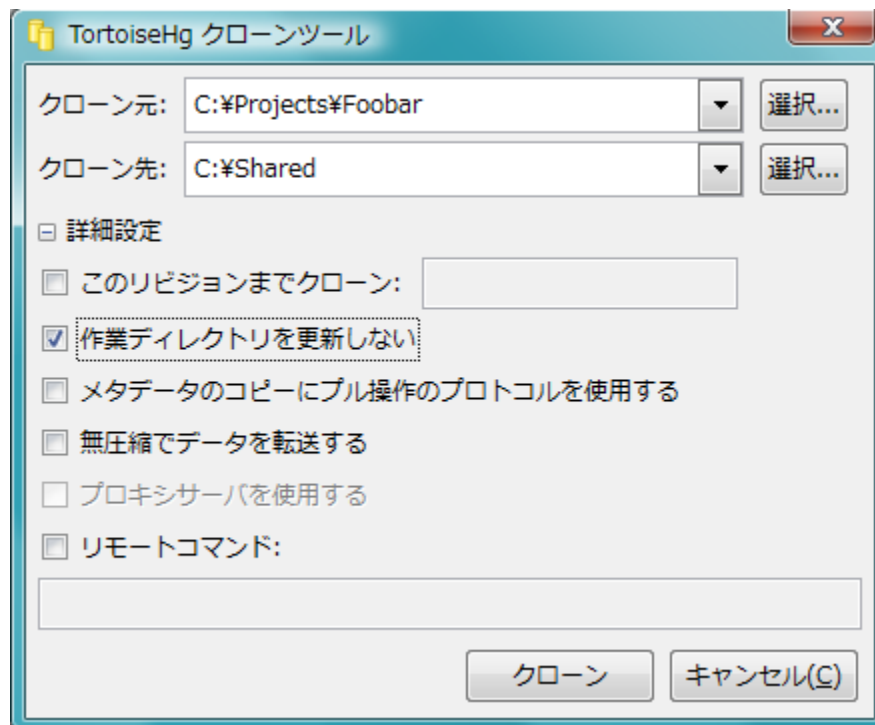 TortoiseHg クローンツール
クローン元: C:¥Projects¥Foobar 選択...
クローン先: C:¥Shared 選択...
詳細設定
このリビジョンまでクローン:
作業ディレクトリを更新しない
メタデータのコピーにプル操作のプロトコルを使用する
無圧縮でデータを転送する
プロキシサーバを使用する
リモートコマンド:
クローン キャンセル(C)